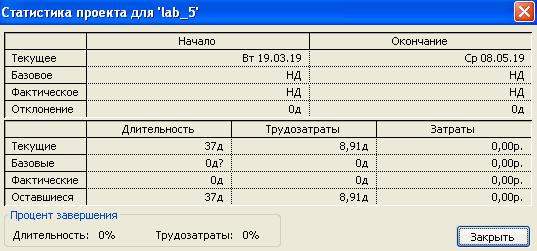 Статистика проекта для 'lab_5'
Начало Окончание
Текущее Вт 19.03.19 Ср 08.05.19
Базовое НД НД
Фактическое НД НД
Отклонение 0д 0д
Длительность Трудозатраты Затраты
Текущие 37д 8,91д 0,00р.
Базовые 0д? 0д 0,00р.
Фактические 0д 0д 0,00р.
Оставшиеся 37д 8,91д 0,00р.
Процент завершения
Длительность: 0% Трудозатраты: 0% Закрыть